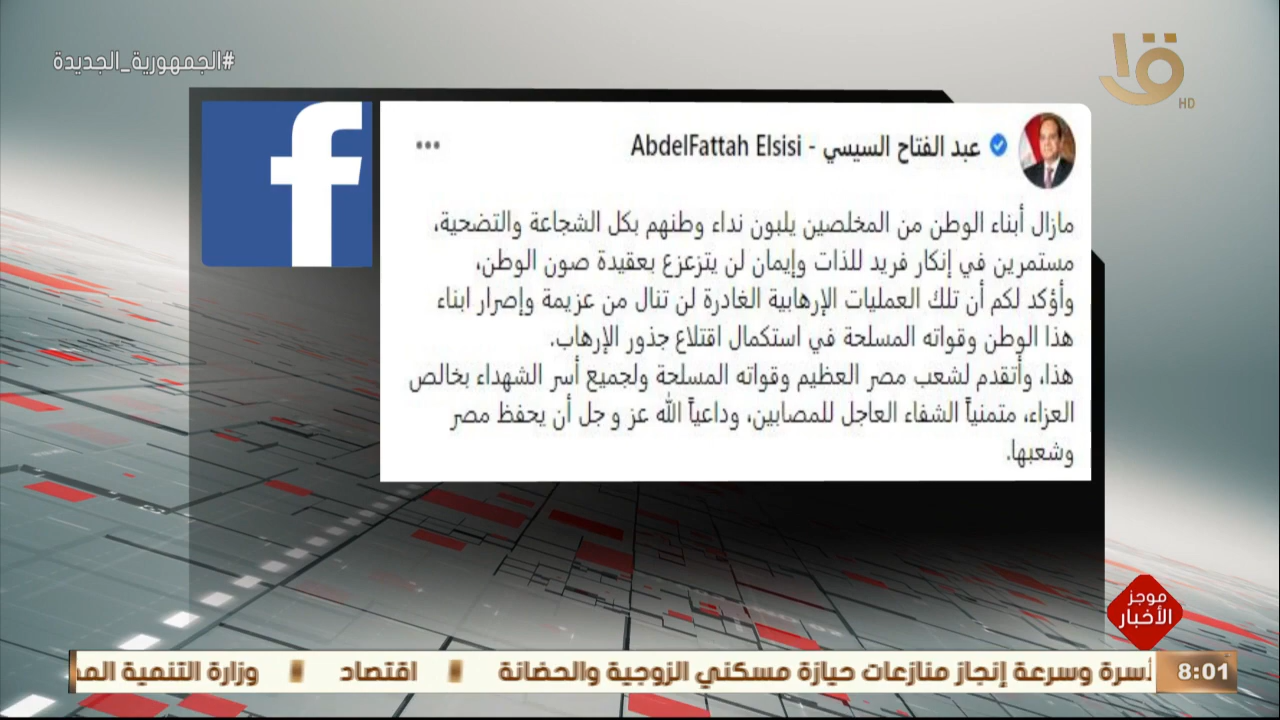 #الجمهورية_الجديدة
HD
عبد الفتاح السيسي - AbdelFattah Elsisi
مازال أبناء الوطن من المخلصين يلبون نداء وطنهم بكل الشجاعة والتضحية،
مستمرين في إنكار فريد للذات وإيمان لن يتزعزع بعقيدة صون الوطن،
وأؤكد لكم أن تلك العمليات الإرهابية الغادرة لن تنال من عزيمة وإصرار ابناء
هذا الوطن وقواته المسلحة في استكمال اقتلاع جذور الإرهاب.
هذا، وأتقدم لشعب مصر العظيم وقواته المسلحة ولجميع أسر الشهداء بخالص
العزاء، متمنياً الشفاء العاجل للمصابين، وداعياً الله عز و جل أن يحفظ مصر
وشعبها.
موجز
الأخبار
8:01 وسرعة إنجاز منازعات حيازة مسكني الزوجية والحضانة اقتصاد وزارة التنمية